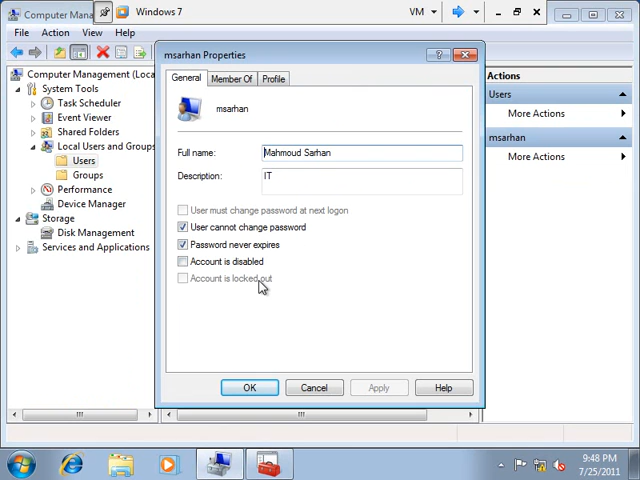 Computer Mana
Windows 7
VM
File Action View Help
msarhan Properties
General
Member Of
Profile
msarhan
Full name:
Mahmoud Sarhan
Description:
IT
User must change password at next logon
User cannot change password
Password never expires
Account is disabled
Account is locked out
OK
Cancel
Apply
Help
Computer Management (Local
System Tools
Task Scheduler
Event Viewer
Shared Folders
Local Users and Groups
Users
Groups
Performance
Device Manager
Storage
Disk Management
Services and Applications
Actions
Users
More Actions
msarhan
More Actions
9:48 PM
7/25/2011